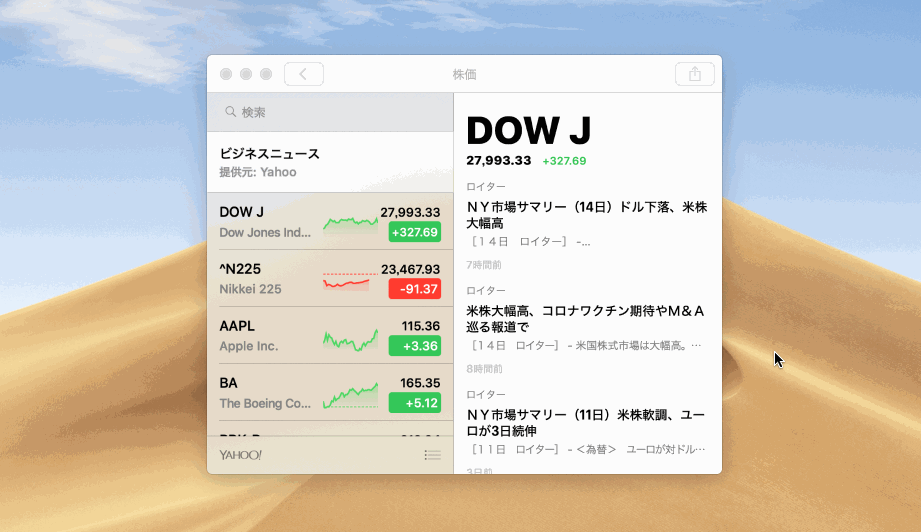 株価
検索
ビジネスニュース
提供元: Yahoo
DOW J
27,993.33
Dow Jones Ind...
+327.69
^N225
23,467.93
Nikkei 225
-91.37
AAPL
115.36
Apple Inc.
+3.36
BA
165.35
The Boeing Co...
+5.12
YAHOO!
DOW J
27,993.33 +327.69
ロイター
ＮＹ市場サマリー（14日）ドル下落、米株
大幅高
［１４日　ロイター］ -...
7時間前
ロイター
米株大幅高、コロナワクチン期待やＭ＆Ａ
巡る報道で
［１４日　ロイター］ - 米国株式市場は大幅高。…
8時間前
ロイター
ＮＹ市場サマリー（11日）米株軟調、ユー
ロが3日続伸
［１１日　ロイター］ - ＜為替＞　ユーロが対ドル…
3日前